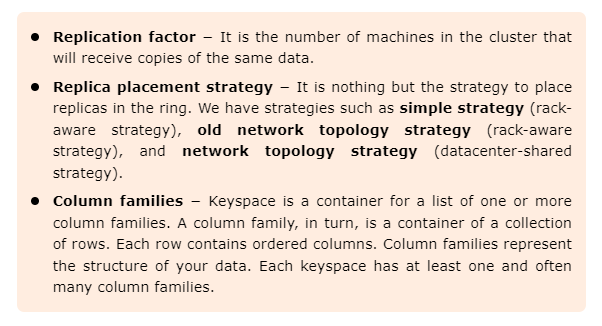 ● Replication factor − It is the number of machines in the cluster that
will receive copies of the same data.
● Replica placement strategy − It is nothing but the strategy to place
replicas in the ring. We have strategies such as simple strategy (rack-
aware strategy), old network topology strategy (rack-aware
strategy), and network topology strategy (datacenter-shared
strategy).
● Column families − Keyspace is a container for a list of one or more
column families. A column family, in turn, is a container of a collection
of rows. Each row contains ordered columns. Column families represent
the structure of your data. Each keyspace has at least one and often
many column families.